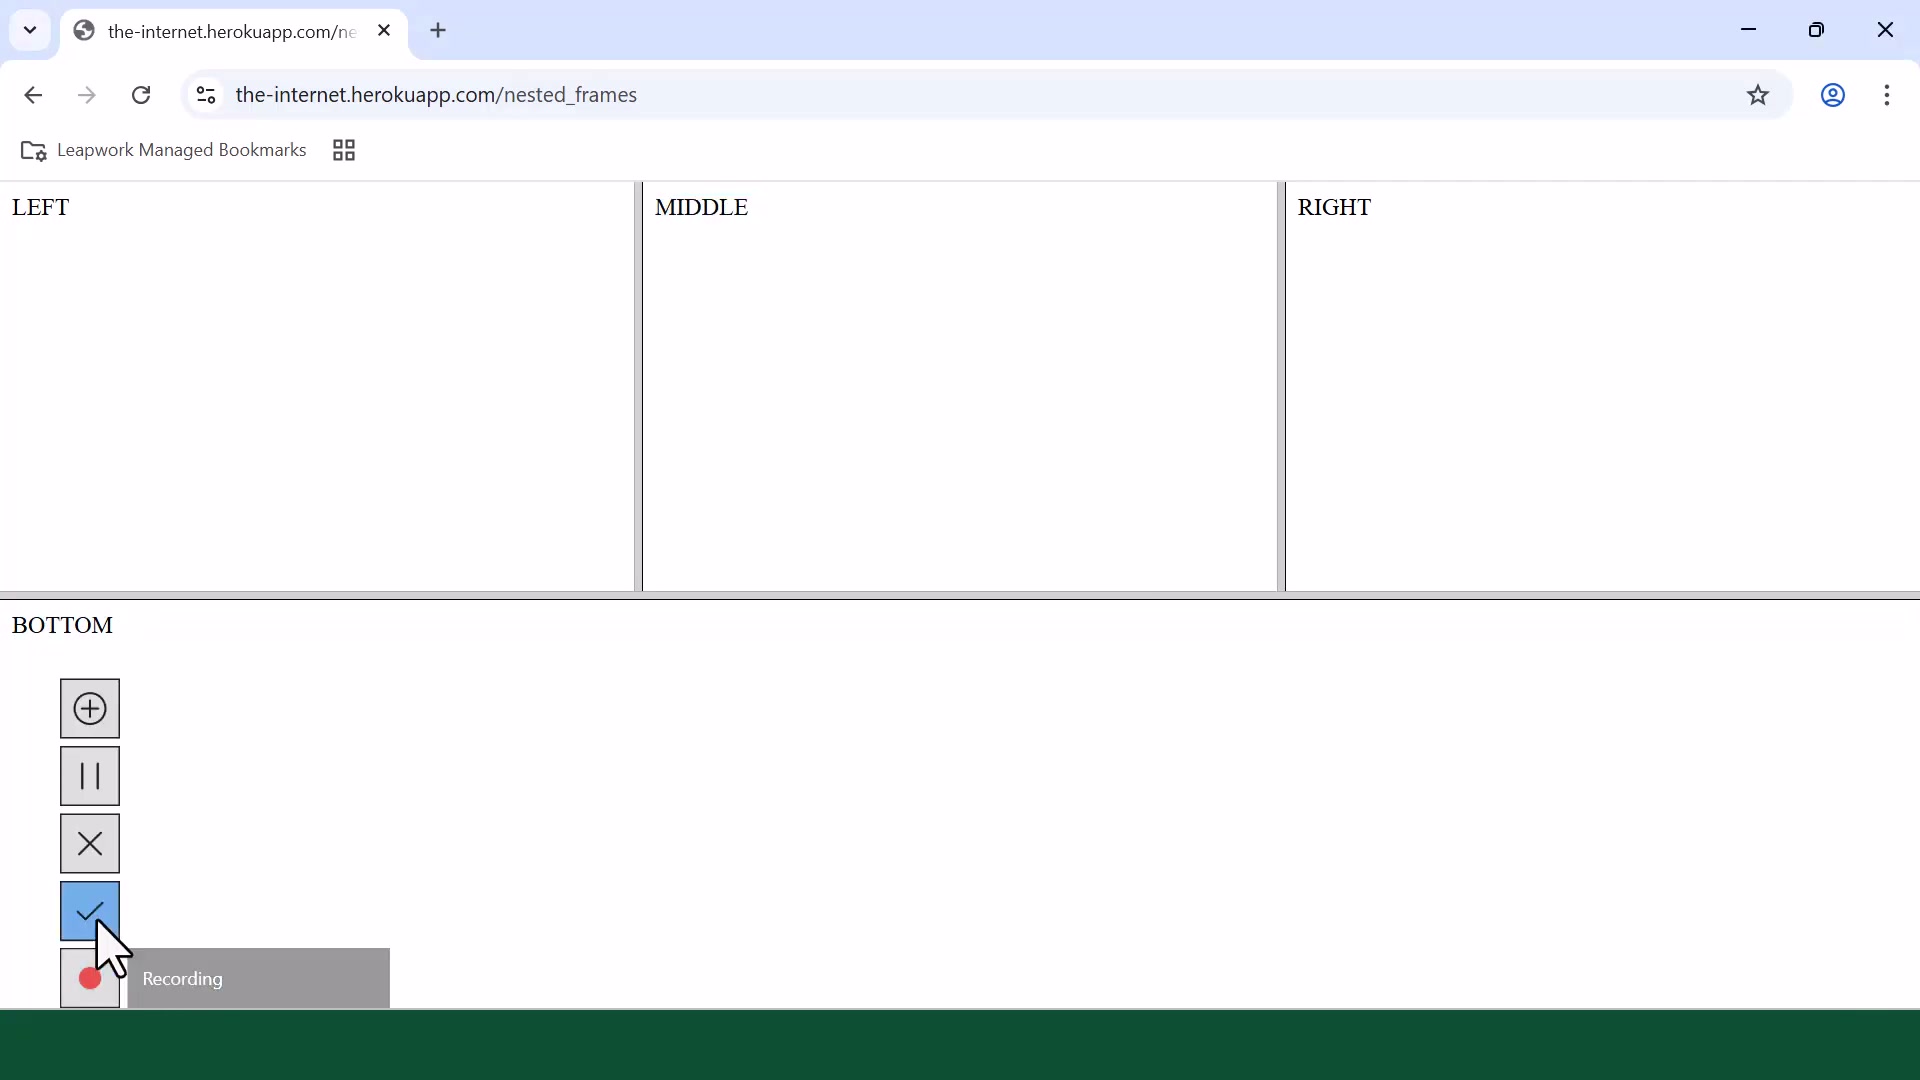 the-internet.herokuapp.com/ne
the-internet.herokuapp.com/nested_frames
Leapwork Managed Bookmarks
LEFT
MIDDLE
RIGHT
BOTTOM
Recording